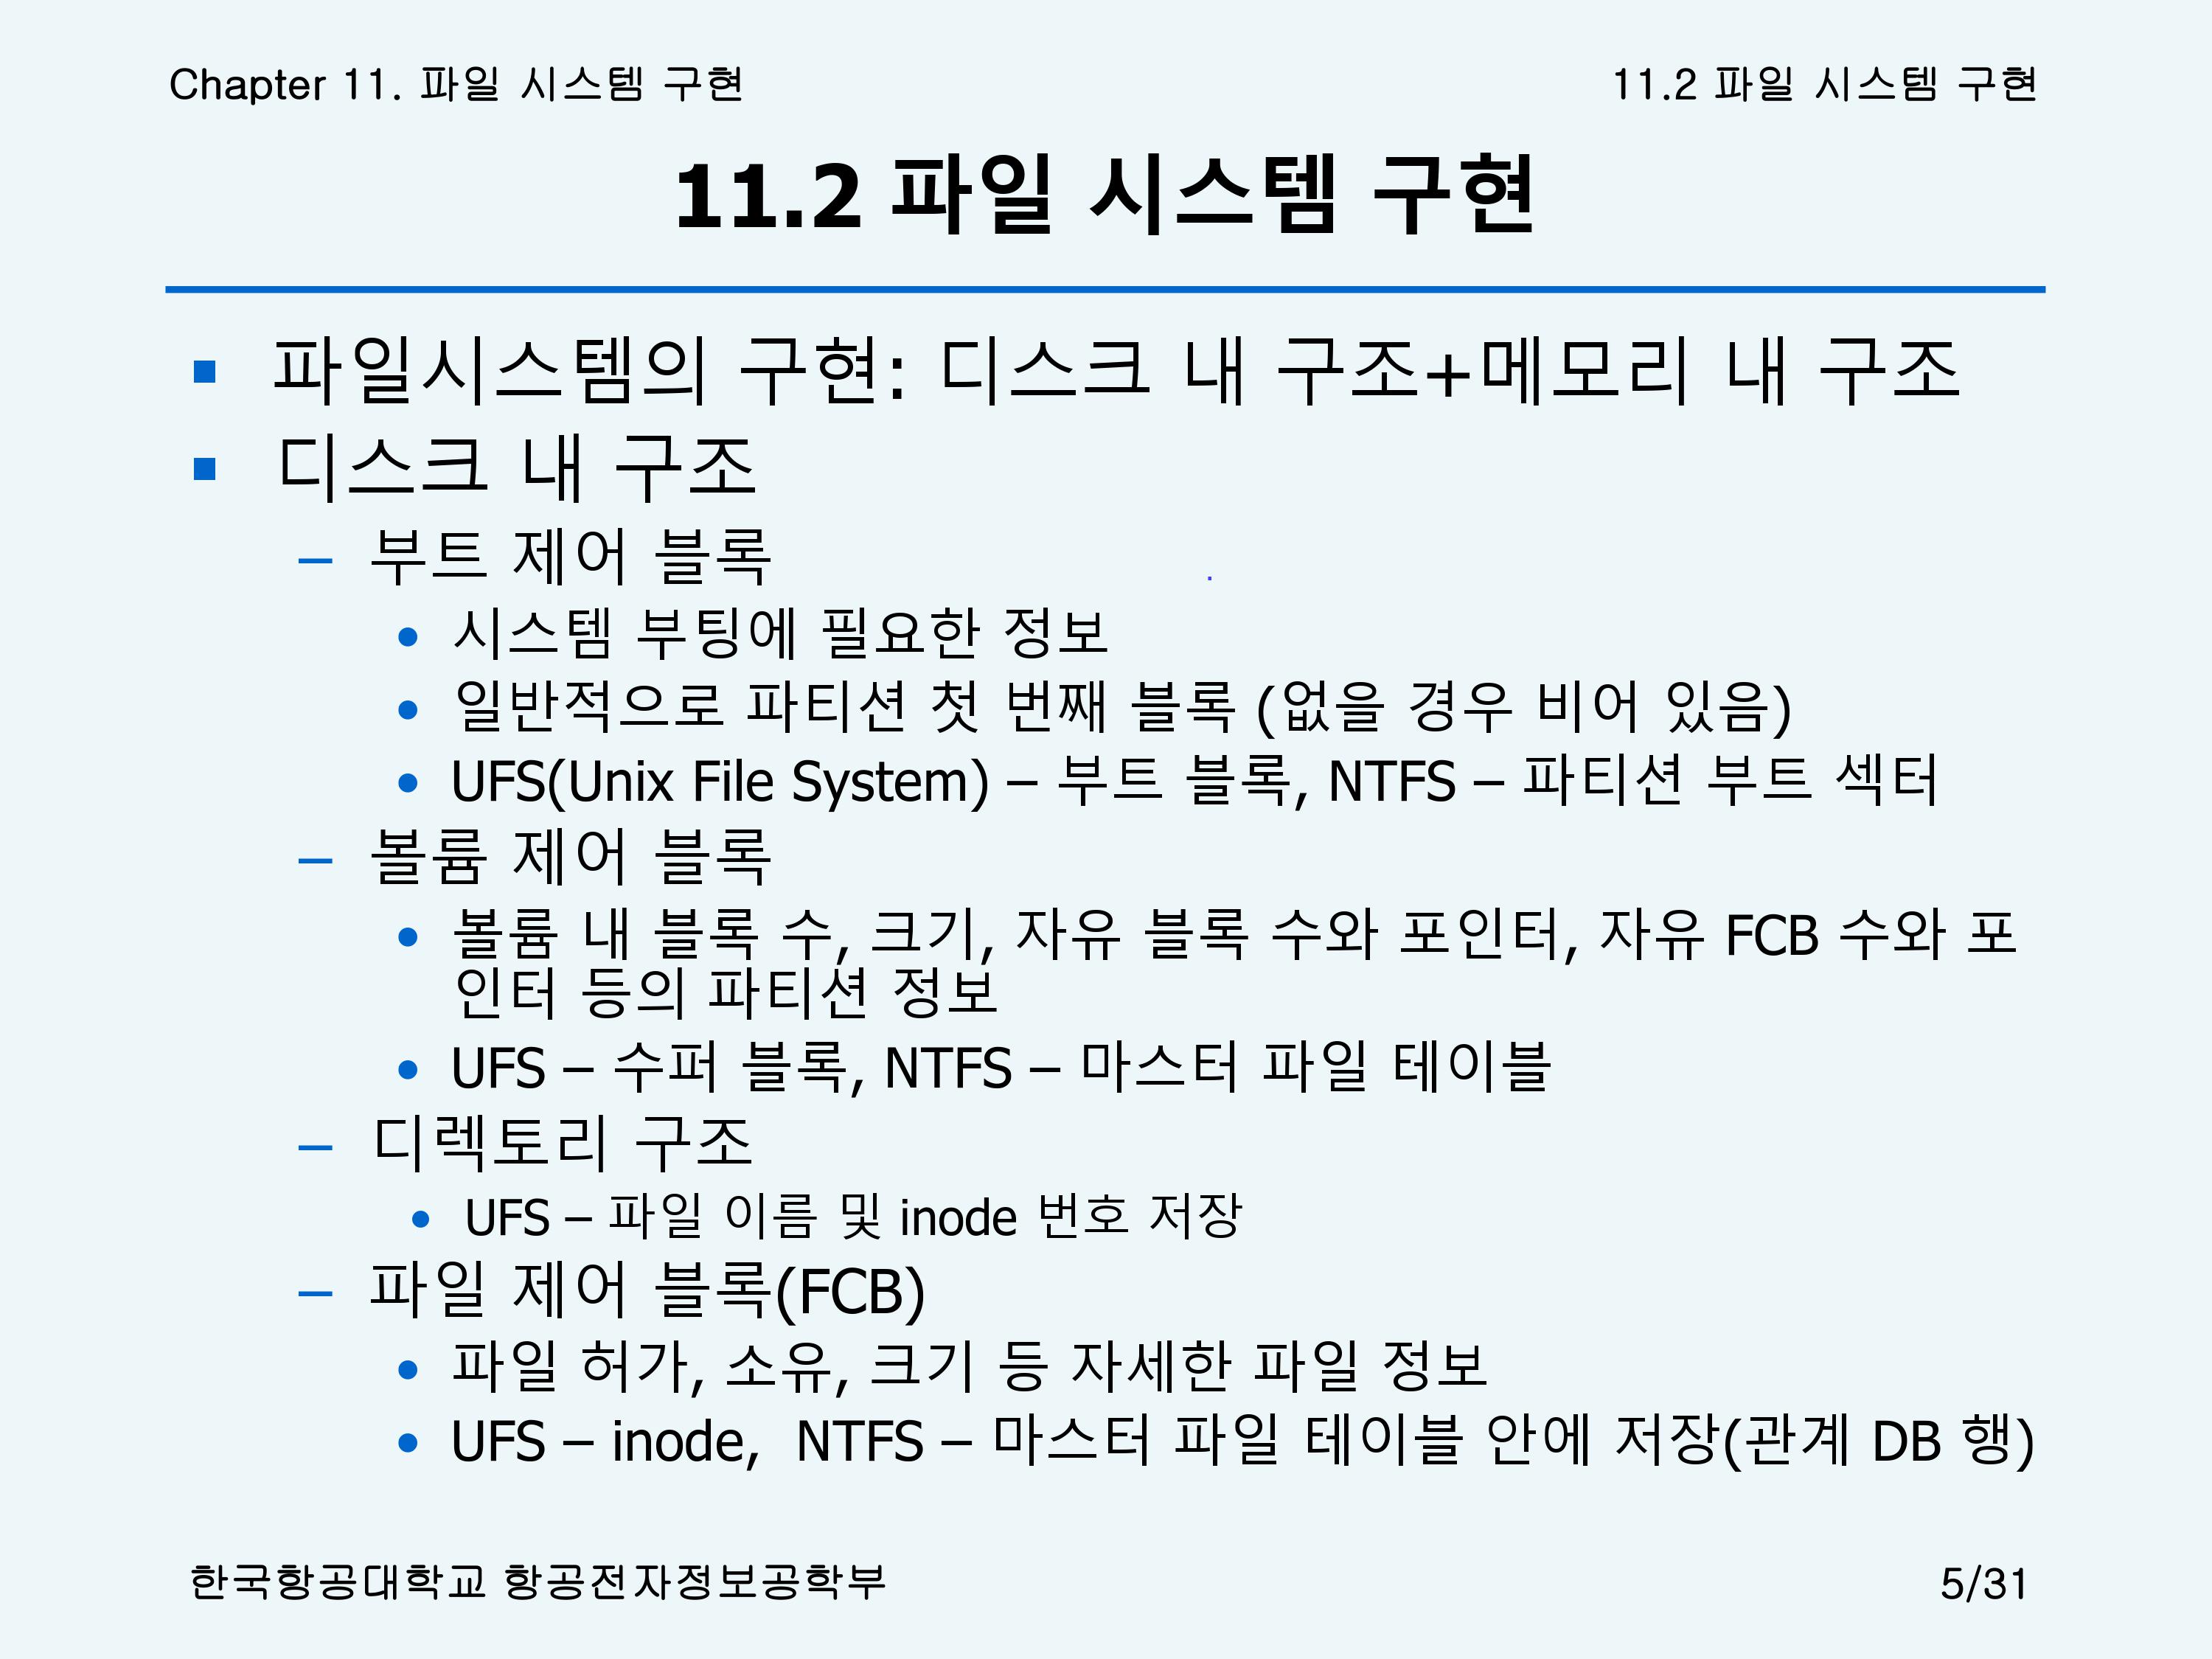 Chapter 11. 파일 시스템 구현
11.2 파일 시스템 구현
11.2 파일 시스템 구현
▪ 파일시스템의 구현: 디스크 내 구조+메모리 내 구조
▪ 디스크 내 구조
– 부트 제어 블록
• 시스템 부팅에 필요한 정보
• 일반적으로 파티션 첫 번째 블록 (없을 경우 비어 있음)
• UFS(Unix File System) – 부트 블록, NTFS – 파티션 부트 섹터
– 볼륨 제어 블록
• 볼륨 내 블록 수, 크기, 자유 블록 수와 포인터, 자유 FCB 수와 포
인터 등의 파티션 정보
• UFS – 수퍼 블록, NTFS – 마스터 파일 테이블
– 디렉토리 구조
• UFS – 파일 이름 및 inode 번호 저장
– 파일 제어 블록(FCB)
• 파일 허가, 소유, 크기 등 자세한 파일 정보
• UFS – inode, NTFS – 마스터 파일 테이블 안에 저장(관계 DB 행)
한국항공대학교 항공전자정보공학부
5/31